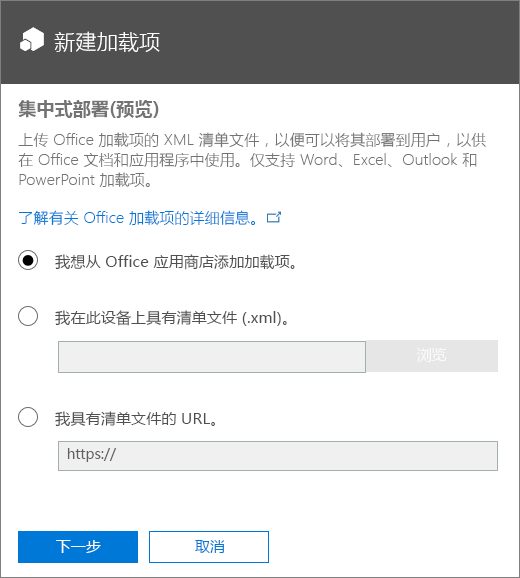 新建加载项
集中式部署(预览)
上传 Office 加载项的 XML 清单文件，以便可以将其部署到用户，以供
在 Office 文档和应用程序中使用。仅支持 Word、Excel、Outlook 和
PowerPoint 加载项。
了解有关 Office 加载项的详细信息。
我想从 Office 应用商店添加加载项。
我在此设备上具有清单文件 (.xml)。
浏览
我具有清单文件的 URL。
https://
下一步 取消